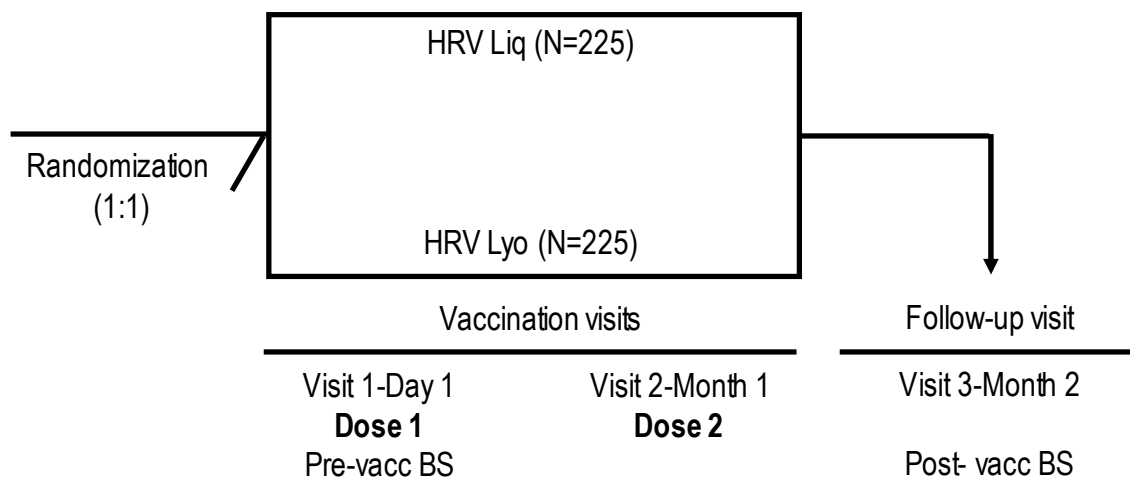 HRV Liq (N=225)
Randomization
(1:1)
HRV Lyo (N=225)
Vaccination visits
Follow-up visit
Visit 1-Day 1
Dose 1
Pre-vacc BS
Visit 2-Month 1
Dose 2
Visit 3-Month 2
Post- vacc BS